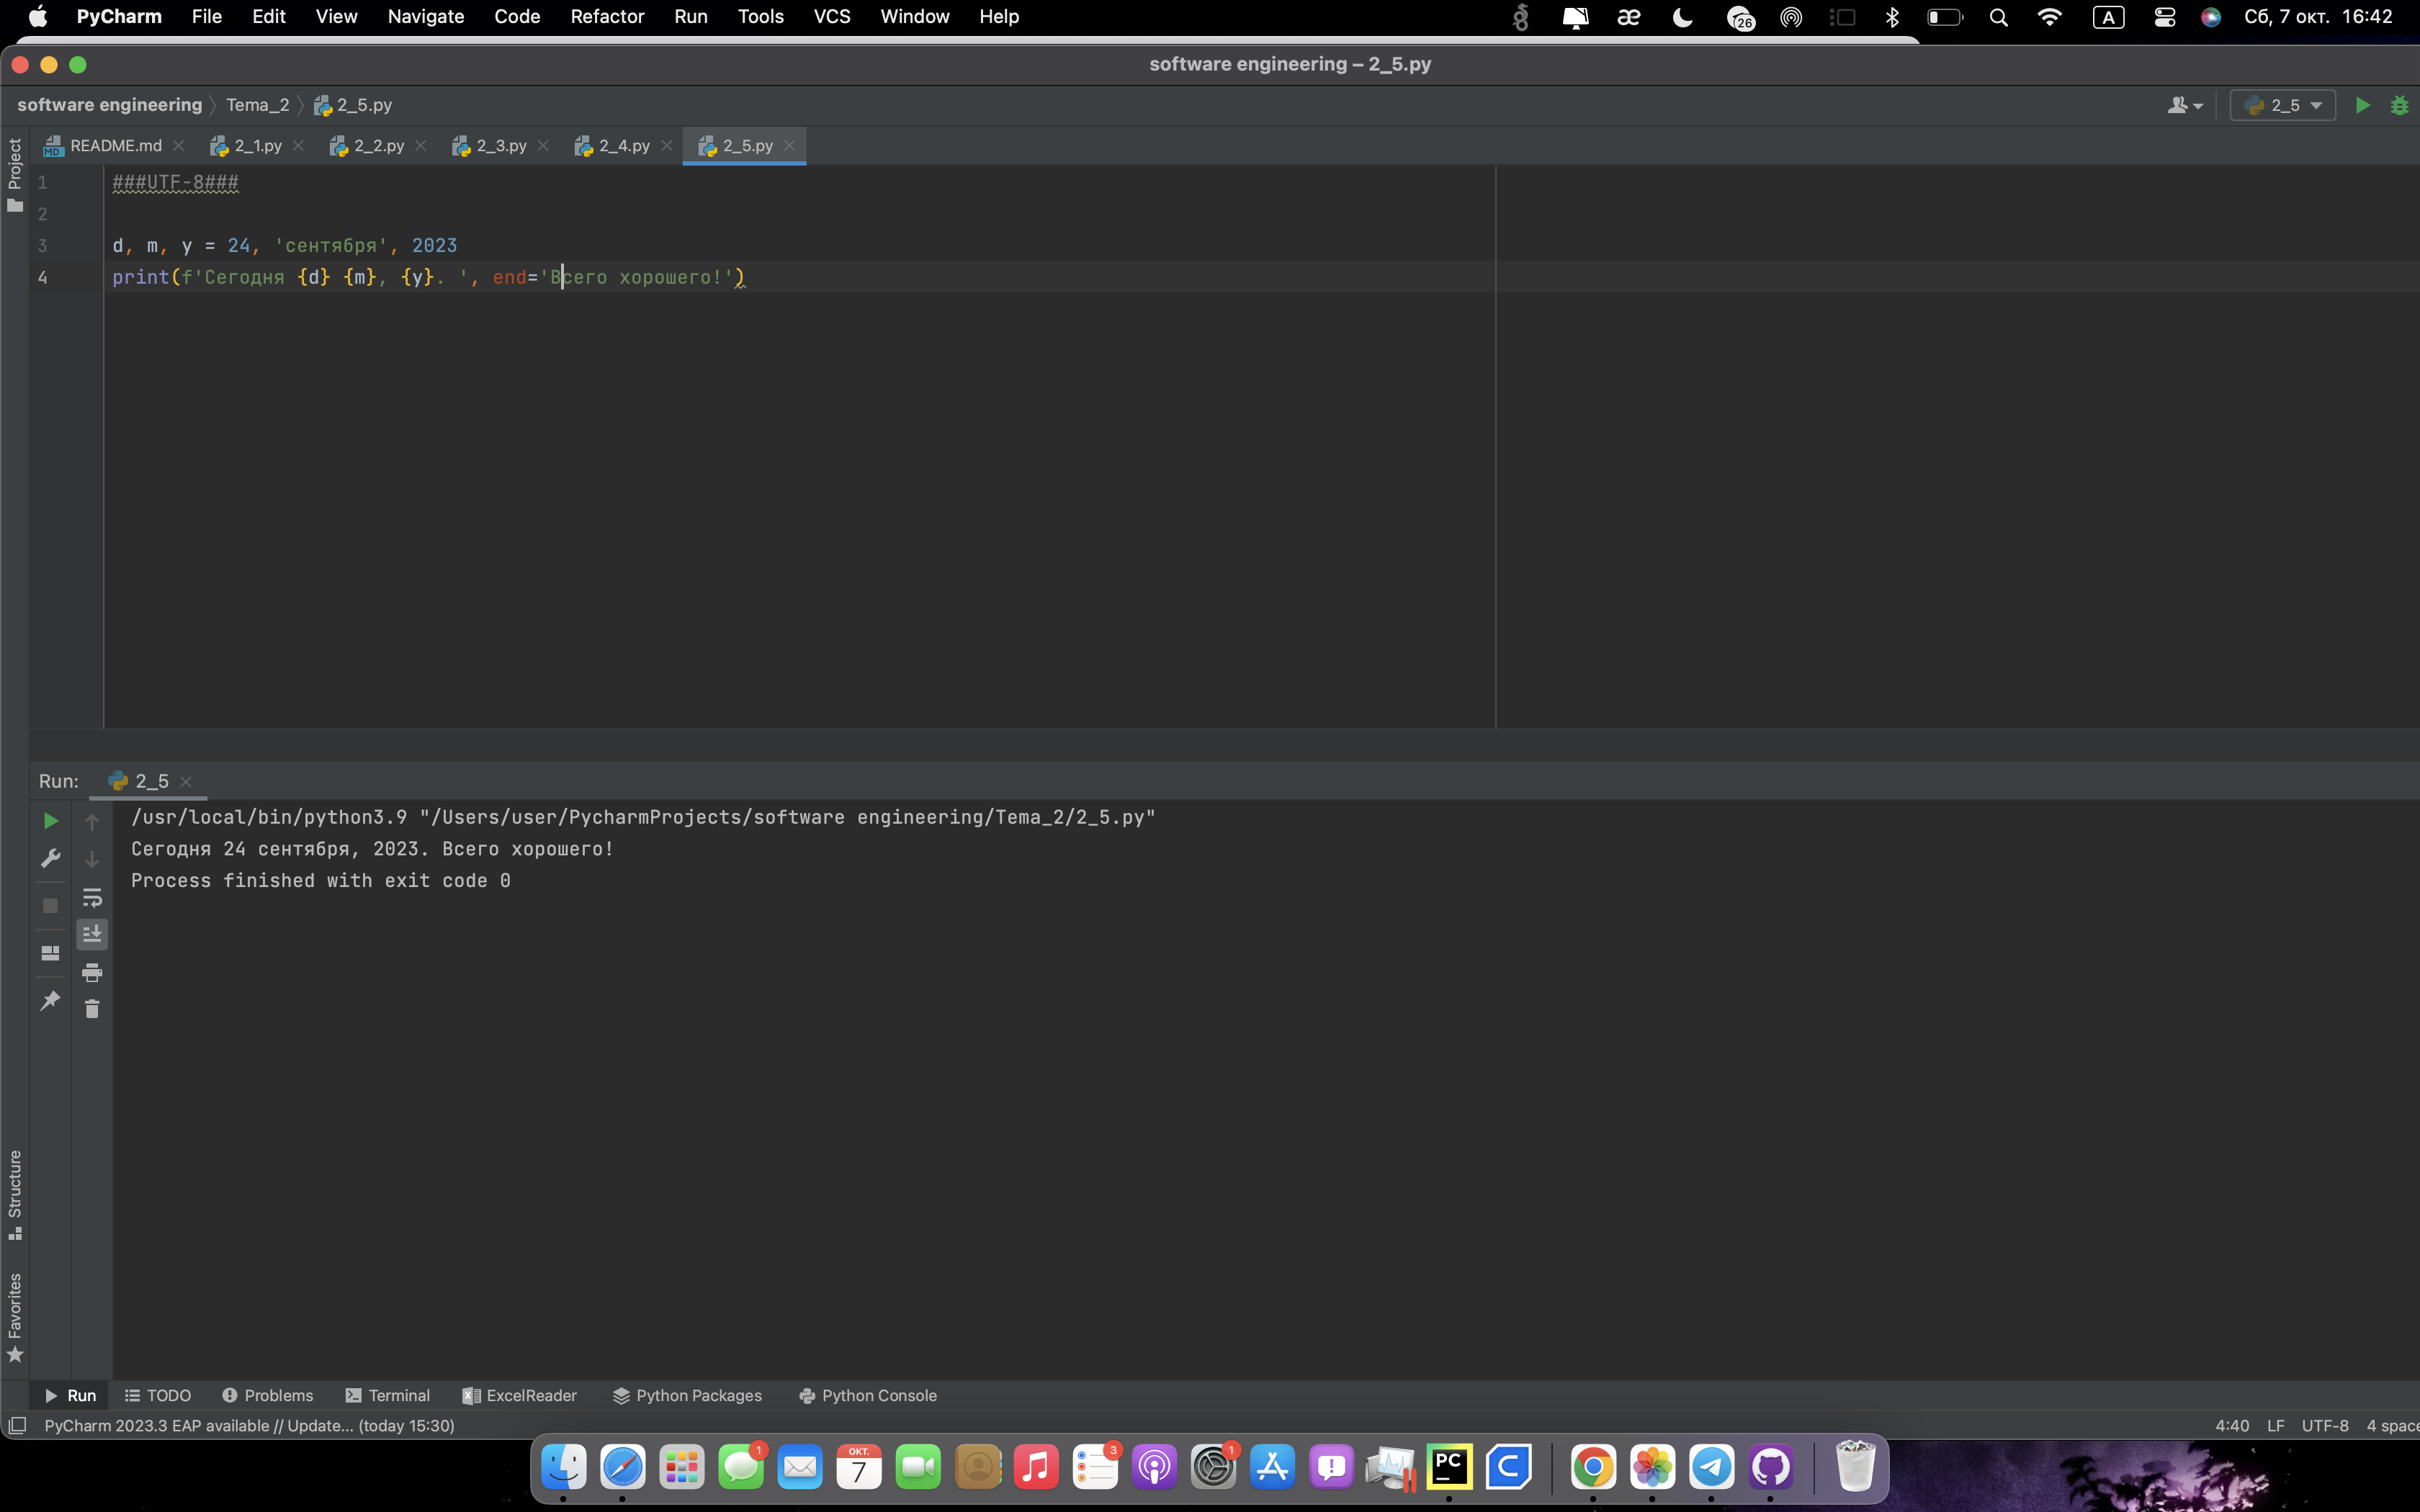 PyCharm File Edit View Navigate Code Refactor Run Tools VCS Window Help 26 A Сб, 7 окт. 16:42
software engineering – 2_5.py
software engineering Tema_2 2_5.py 2_5
README.md 2_1.py 2_2.py 2_3.py 2_4.py 2_5.py
Project
1 ###UTF-8###
2
3 d, m, y = 24, 'сентября', 2023
4 print(f'Сегодня {d} {m}, {y}. ', end='Всего хорошего!')
Run: 2_5
/usr/local/bin/python3.9 "/Users/user/PycharmProjects/software engineering/Tema_2/2_5.py"
Сегодня 24 сентября, 2023. Всего хорошего!
Process finished with exit code 0
Structure
Favorites
Run TODO Problems Terminal ExcelReader Python Packages Python Console
PyCharm 2023.3 EAP available // Update... (today 15:30) 4:40 LF UTF-8 4 space
1 ОКТ. 7 3 1 PC